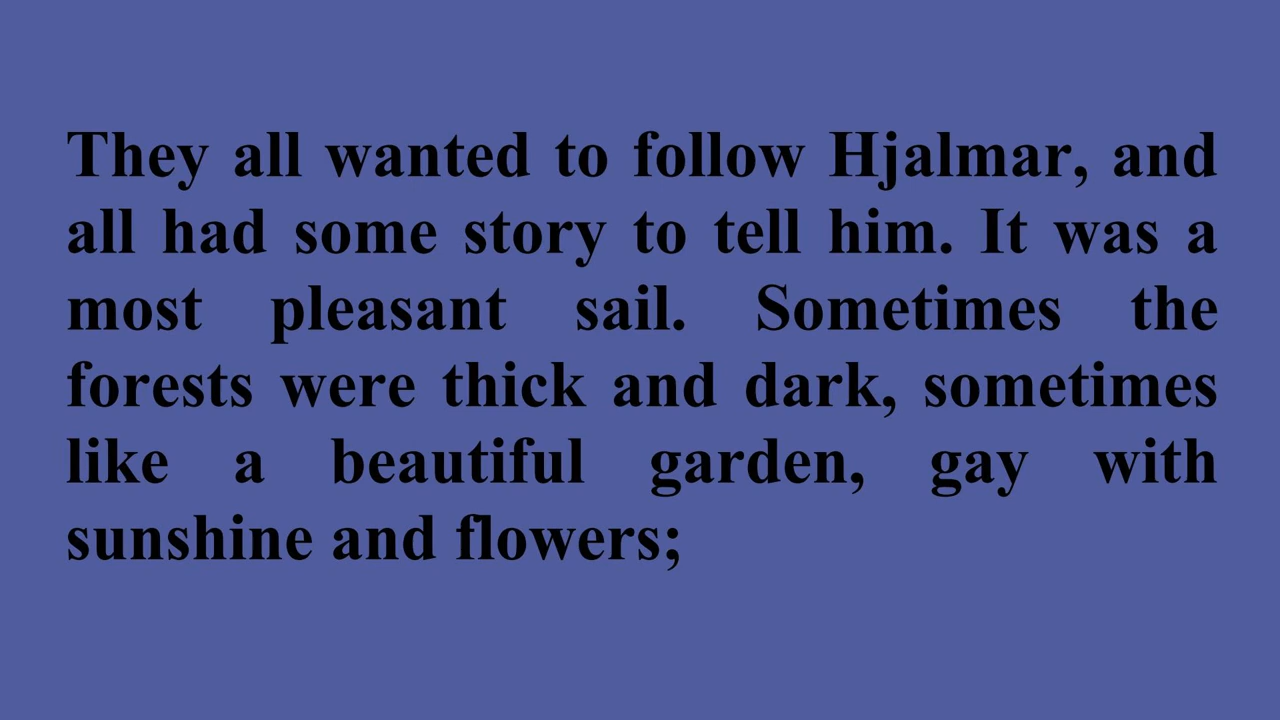 They all wanted to follow Hjalmar, and
all had some story to tell him. It was a
most pleasant sail. Sometimes the
forests were thick and dark, sometimes
like a beautiful garden, gay with
sunshine and flowers;